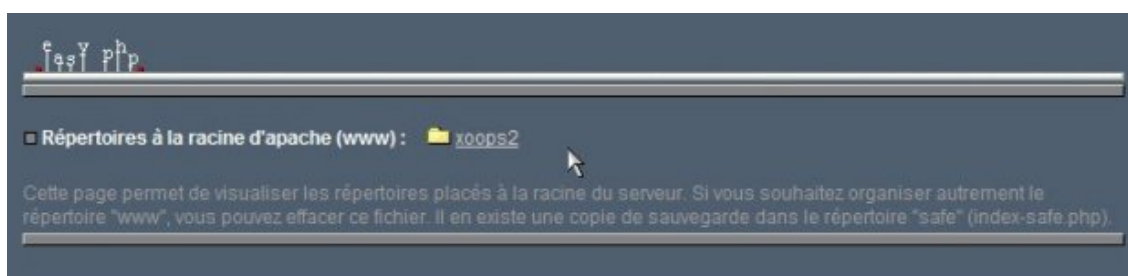 easy php
Répertoires à la racine d'apache (www) : xoops2
Cette page permet de visualiser les répertoires placés à la racine du serveur. Si vous souhaitez organiser autrement le
répertoire "www", vous pouvez effacer ce fichier. Il en existe une copie de sauvegarde dans le répertoire "safe" (index-safe.php).